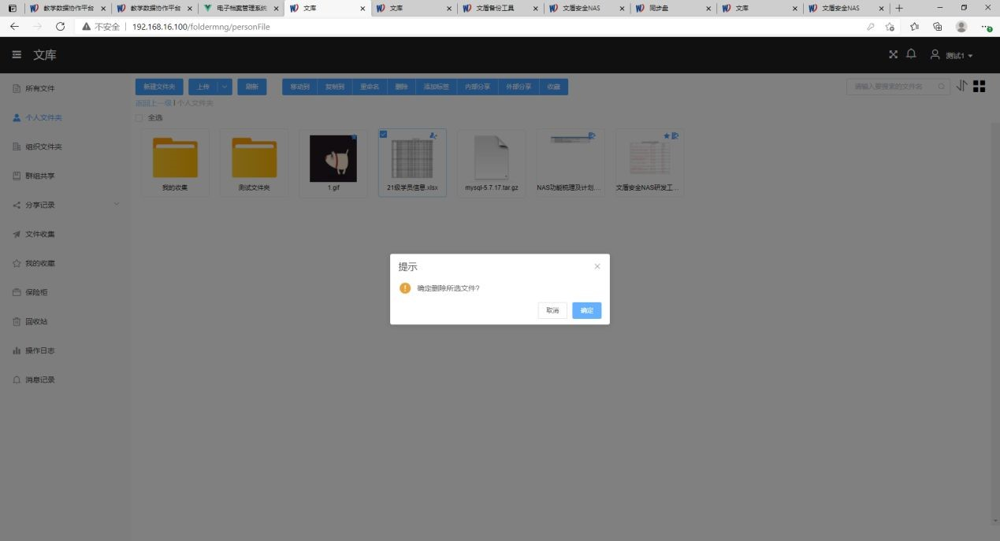 教学数据协作平台
教学数据协作平台
电子档案管理系统
文库
文库
文盾备份工具
文盾安全NAS
同步盘
文库
文盾安全NAS
不安全 | 192.168.16.100/foldermng/personFile
文库
测试1
所有文件
个人文件夹
组织文件夹
群组共享
分享记录
文件收集
我的收藏
保险柜
回收站
操作日志
消息记录
新建文件夹 上传 刷新 移动到 复制到 重命名 删除 添加标签 内部分享 外部分享 收藏
请输入要搜索的文件名
返回上一级 | 个人文件夹
全选
我的收集
测试文件夹
1.gif
21级学员信息.xlsx
mysql-5.7.17.tar.gz
NAS功能梳理及计划....
文盾安全NAS研发工...
提示
确定删除所选文件?
取消 确定